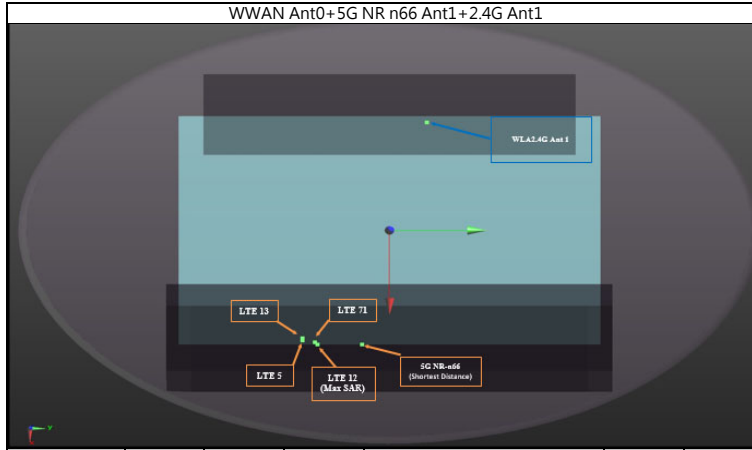 WWAN Ant0+5G NR n66 Ant1+2.4G Ant1
WLA2.4G Ant 1
LTE 13
LTE 71
LTE 5
LTE 12
(Max SAR)
5G NR-n66
(Shortest Distance)
Y